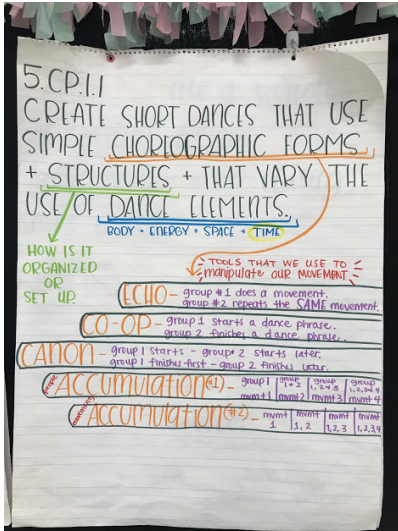 5.CP.1.1
CREATE SHORT DANCES THAT USE
SIMPLE CHOREOGRAPHIC FORMS
+ STRUCTURES + THAT VARY THE
USE OF DANCE ELEMENTS.
BODY + ENERGY + SPACE + TIME
HOW IS IT
ORGANIZED
OR
SET UP.
TOOLS THAT WE USE TO
manipulate OUR MOVEMENT
ECHO - group #1 does a movement.
group #2 repeats the SAME movement.
CO-OP - group 1 starts a dance phrase.
group 2 finishes a dance phrase.
CANON - group 1 starts - group 2 starts later.
group 1 finishes first - group 2 finishes later.
people Accumulation (#1) - group 1 | group 1+2 | group 1, 2+3 | group 1,2,3+4
mvmt 1 | mvmt 2 | mvmt 3 | mvmt 4
movement Accumulation (#2) - mvmt | mvmt | mvmt | mvmt
1 | 1, 2 | 1, 2, 3 | 1, 2, 3, 4